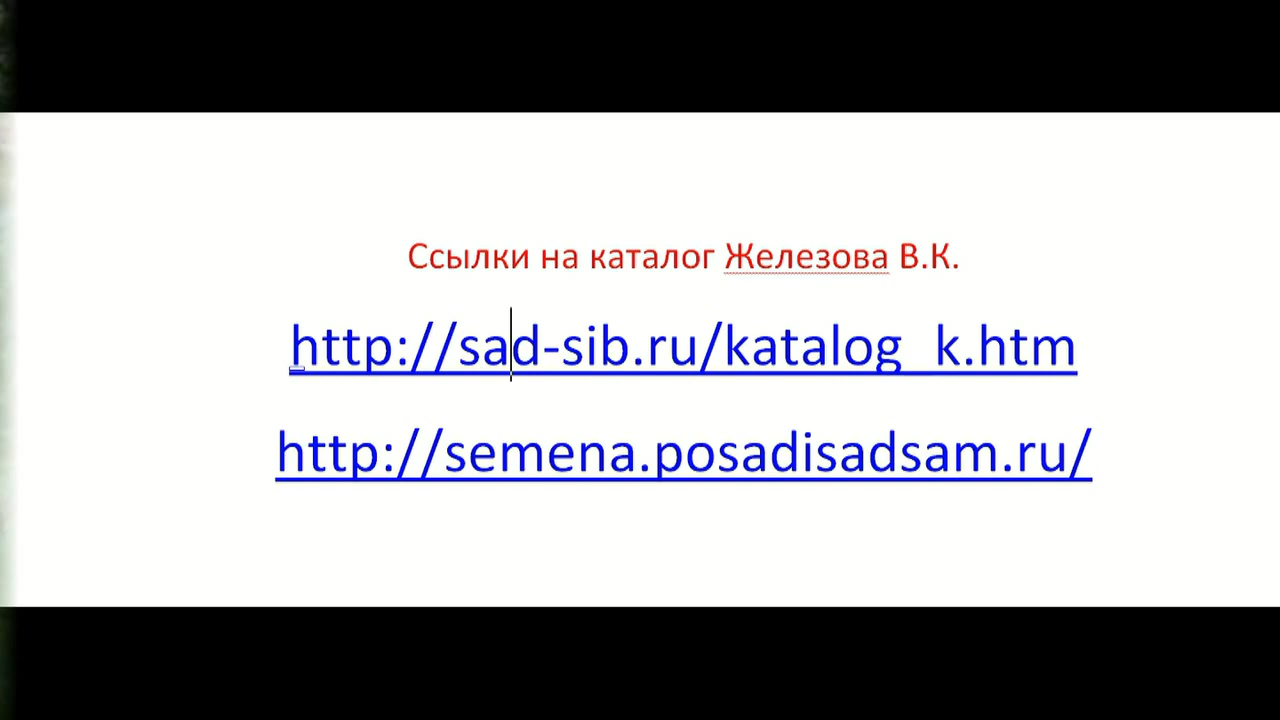 Ссылки на каталог Железова В.К.
http://sad-sib.ru/katalog_k.htm
http://semena.posadisadsam.ru/